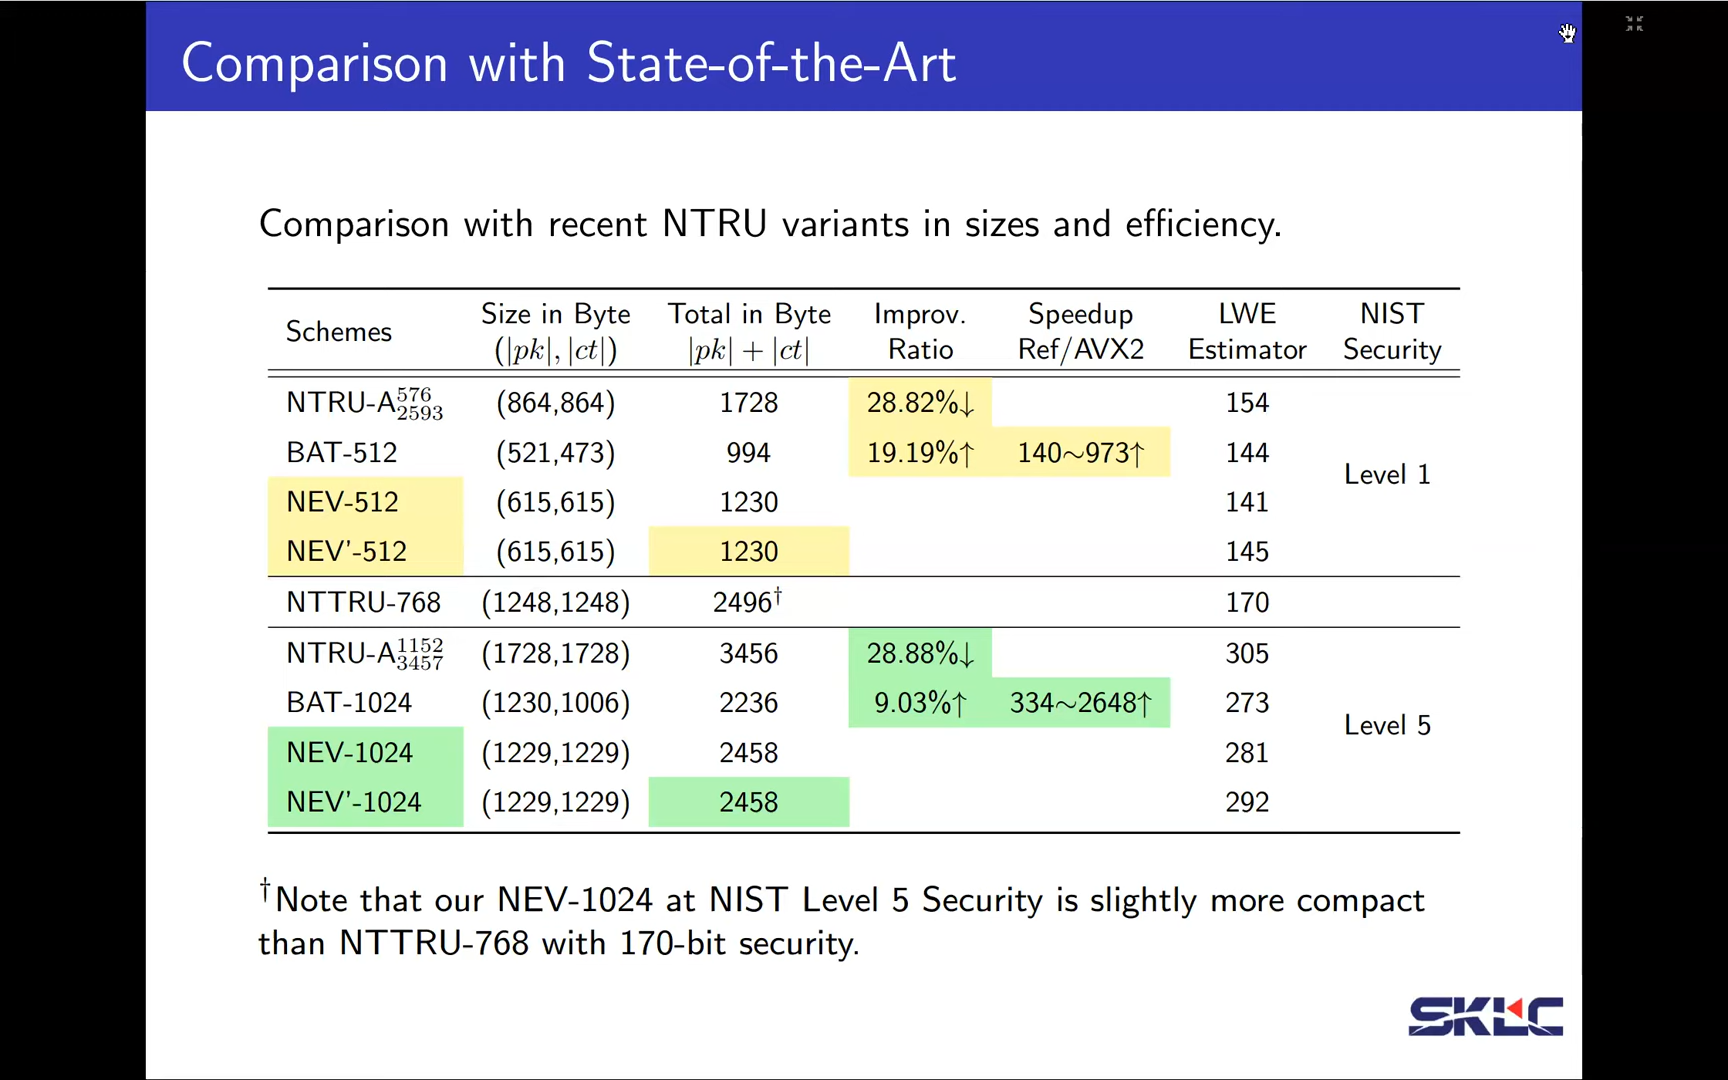 Comparison with State-of-the-Art
Comparison with recent NTRU variants in sizes and efficiency.
Schemes Size in Byte (|pk|, |ct|) Total in Byte |pk| + |ct| Improv. Ratio Speedup Ref/AVX2 LWE Estimator NIST Security
NTRU-A^{576}_{2593} (864,864) 1728 28.82%↓ 154
BAT-512 (521,473) 994 19.19%↑ 140∼973↑ 144
Level 1
NEV-512 (615,615) 1230 141
NEV'-512 (615,615) 1230 145
NTTRU-768 (1248,1248) 2496† 170
NTRU-A^{1152}_{3457} (1728,1728) 3456 28.88%↓ 305
BAT-1024 (1230,1006) 2236 9.03%↑ 334∼2648↑ 273
Level 5
NEV-1024 (1229,1229) 2458 281
NEV'-1024 (1229,1229) 2458 292
†Note that our NEV-1024 at NIST Level 5 Security is slightly more compact
than NTTRU-768 with 170-bit security.
SKLC